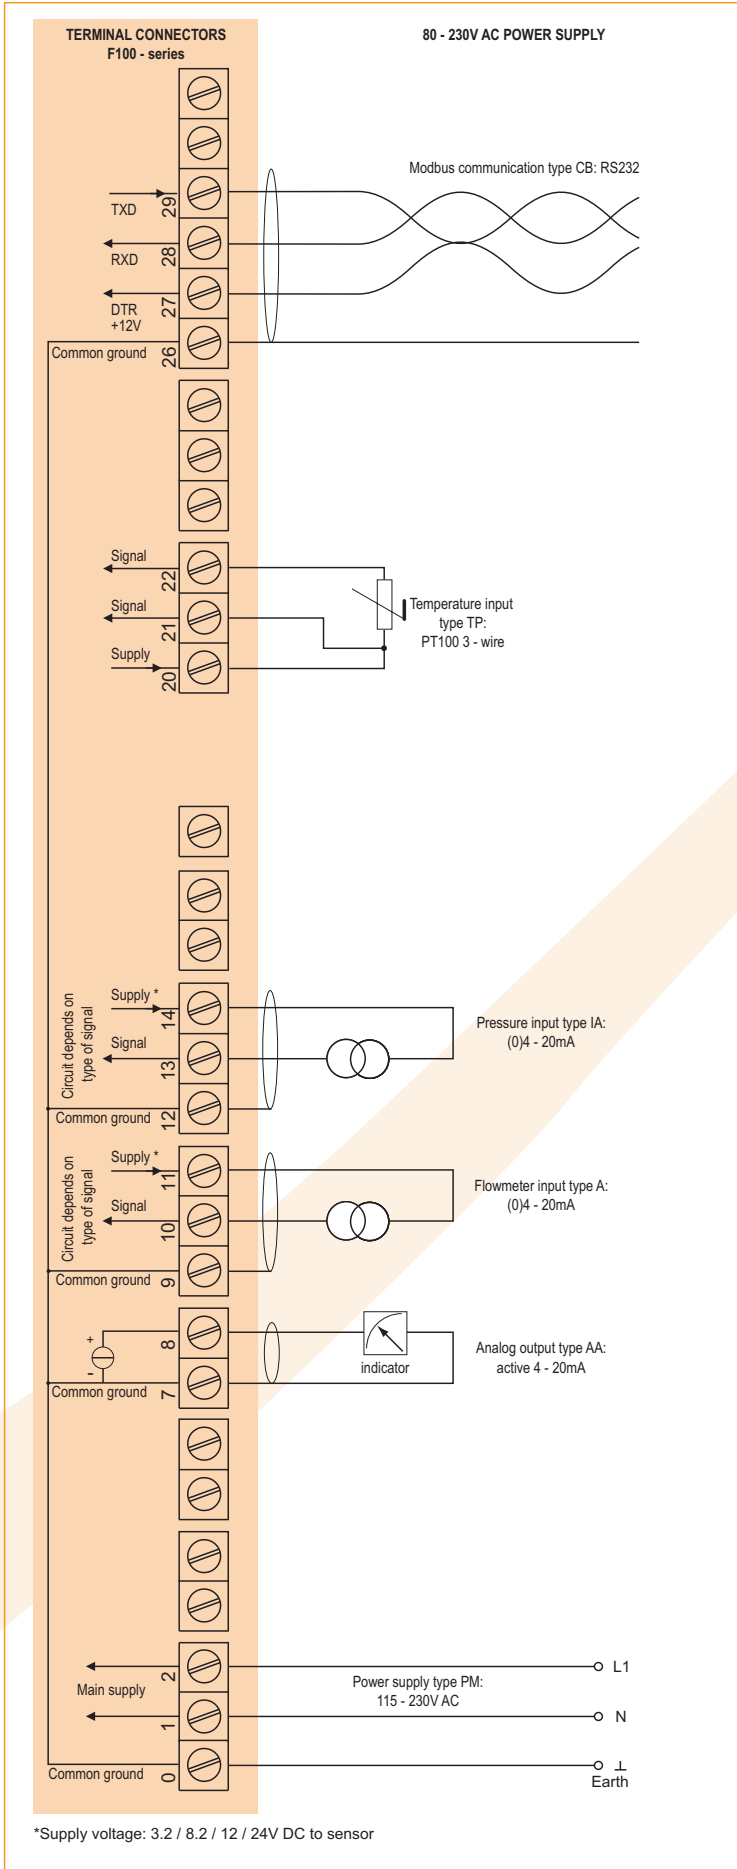 TERMINAL CONNECTORS
F100 - series
80 - 230V AC POWER SUPPLY
Modbus communication type CB: RS232
TXD
29
RXD
28
DTR
+12V
27
Common ground
26
Signal
22
Signal
21
Supply
20
Temperature input
type TP:
PT100 3 - wire
Circuit depends on
type of signal
Supply *
14
Signal
13
Common ground
12
Pressure input type IA:
(0)4 - 20mA
Circuit depends on
type of signal
Supply *
11
Signal
10
Common ground
9
Flowmeter input type A:
(0)4 - 20mA
+
8
-
Common ground
7
indicator
Analog output type AA:
active 4 - 20mA
2
Main supply
1
Power supply type PM:
115 - 230V AC
L1
N
Common ground
0
Earth
*Supply voltage: 3.2 / 8.2 / 12 / 24V DC to sensor